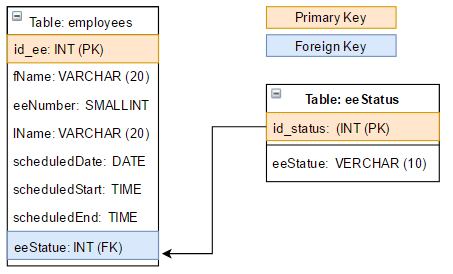 Table: employees
id_ee: INT (PK)
fName: VARCHAR (20)
eeNumber: SMALLINT
lName: VARCHAR (20)
scheduledDate: DATE
scheduledStart: TIME
scheduledEnd: TIME
eeStatue: INT (FK)
Primary Key
Foreign Key
Table: eeStatus
id_status: (INT (PK)
eeStatue: VERCHAR (10)